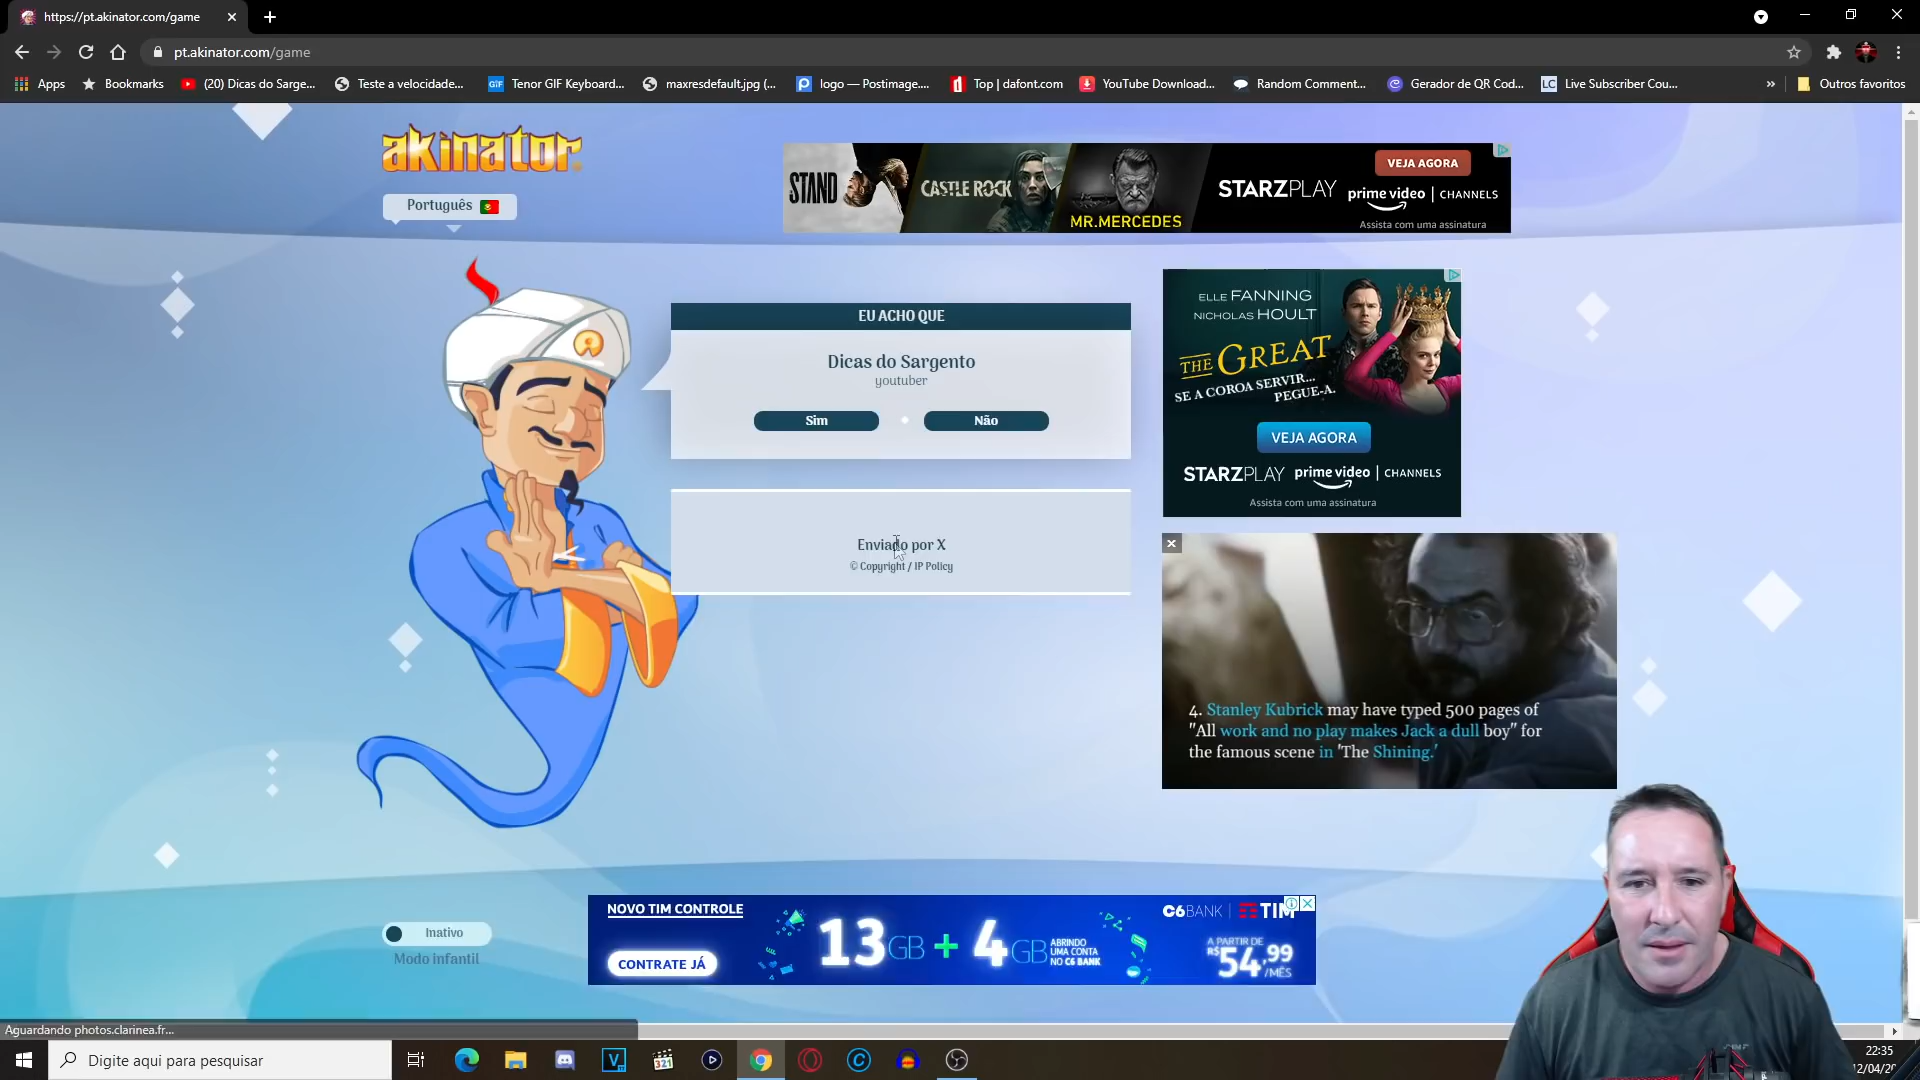 https://pt.akinator.com/game
pt.akinator.com/game
Apps
Bookmarks
(20) Dicas do Sarge...
Teste a velocidade...
GIF
Tenor GIF Keyboard...
maxresdefault.jpg (...
logo — Postimage....
Top | dafont.com
YouTube Download...
Random Comment...
Gerador de QR Cod...
LC
Live Subscriber Cou...
»
Outros favoritos
akinator
Português
STAND
CASTLE ROCK
MR.MERCEDES
STARZPLAY
VEJA AGORA
prime video | CHANNELS
Assista com uma assinatura
EU ACHO QUE
Dicas do Sargento
youtuber
Sim
Não
Enviado por X
© Copyright / IP Policy
ELLE FANNING
NICHOLAS HOULT
THE GREAT
SE A COROA SERVIR...
PEGUE-A.
VEJA AGORA
STARZPLAY prime video | CHANNELS
Assista com uma assinatura
4. Stanley Kubrick may have typed 500 pages of
"All work and no play makes Jack a dull boy" for
the famous scene in 'The Shining.'
NOVO TIM CONTROLE
CONTRATE JÁ
13GB + 4GB
ABRINDO
UMA CONTA
NO C6 BANK
C6BANK | TIM
A PARTIR DE
R$54,99
/MÊS
Inativo
Modo infantil
Aguardando photos.clarinea.fr...
Digite aqui para pesquisar
V
321
22:35
12/04/20